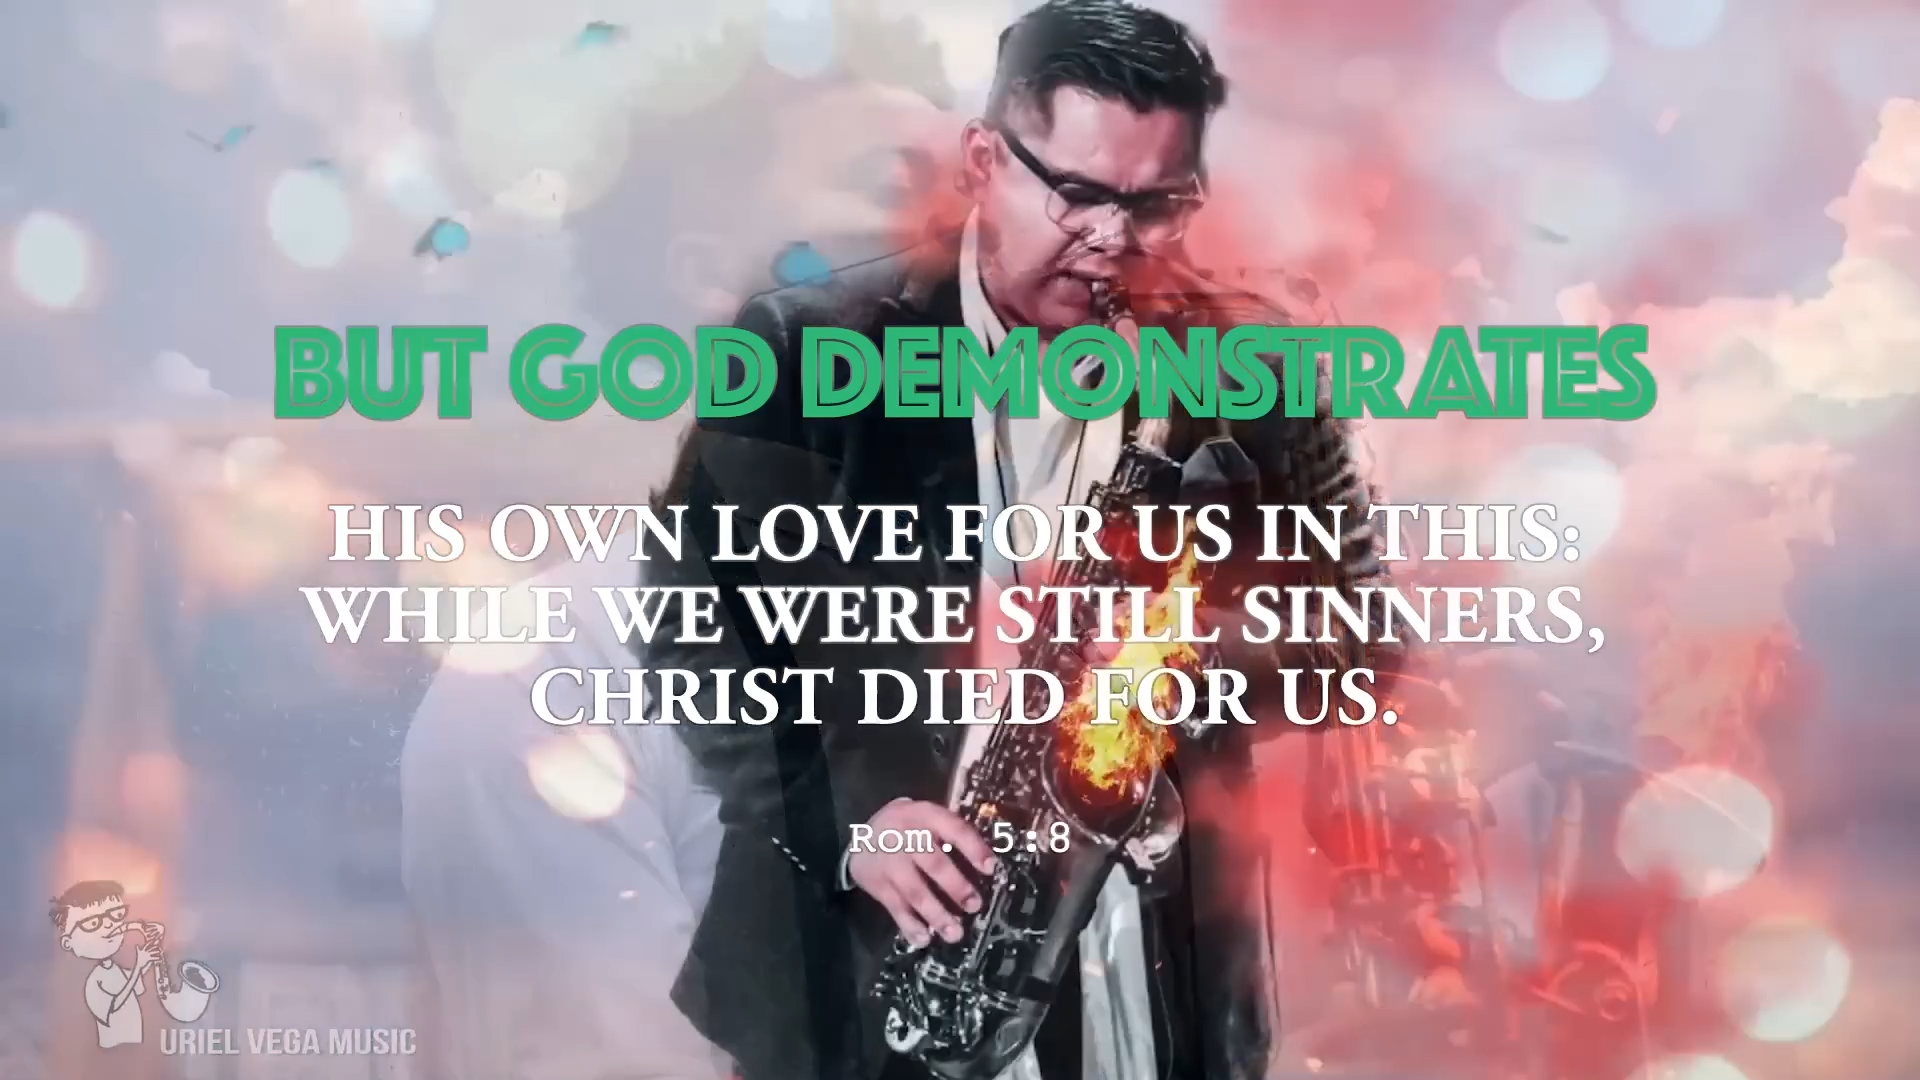 BUT GOD DEMONSTRATES
HIS OWN LOVE FOR US IN THIS:
WHILE WE WERE STILL SINNERS,
CHRIST DIED FOR US.
Rom. 5:8
URIEL VEGA MUSIC